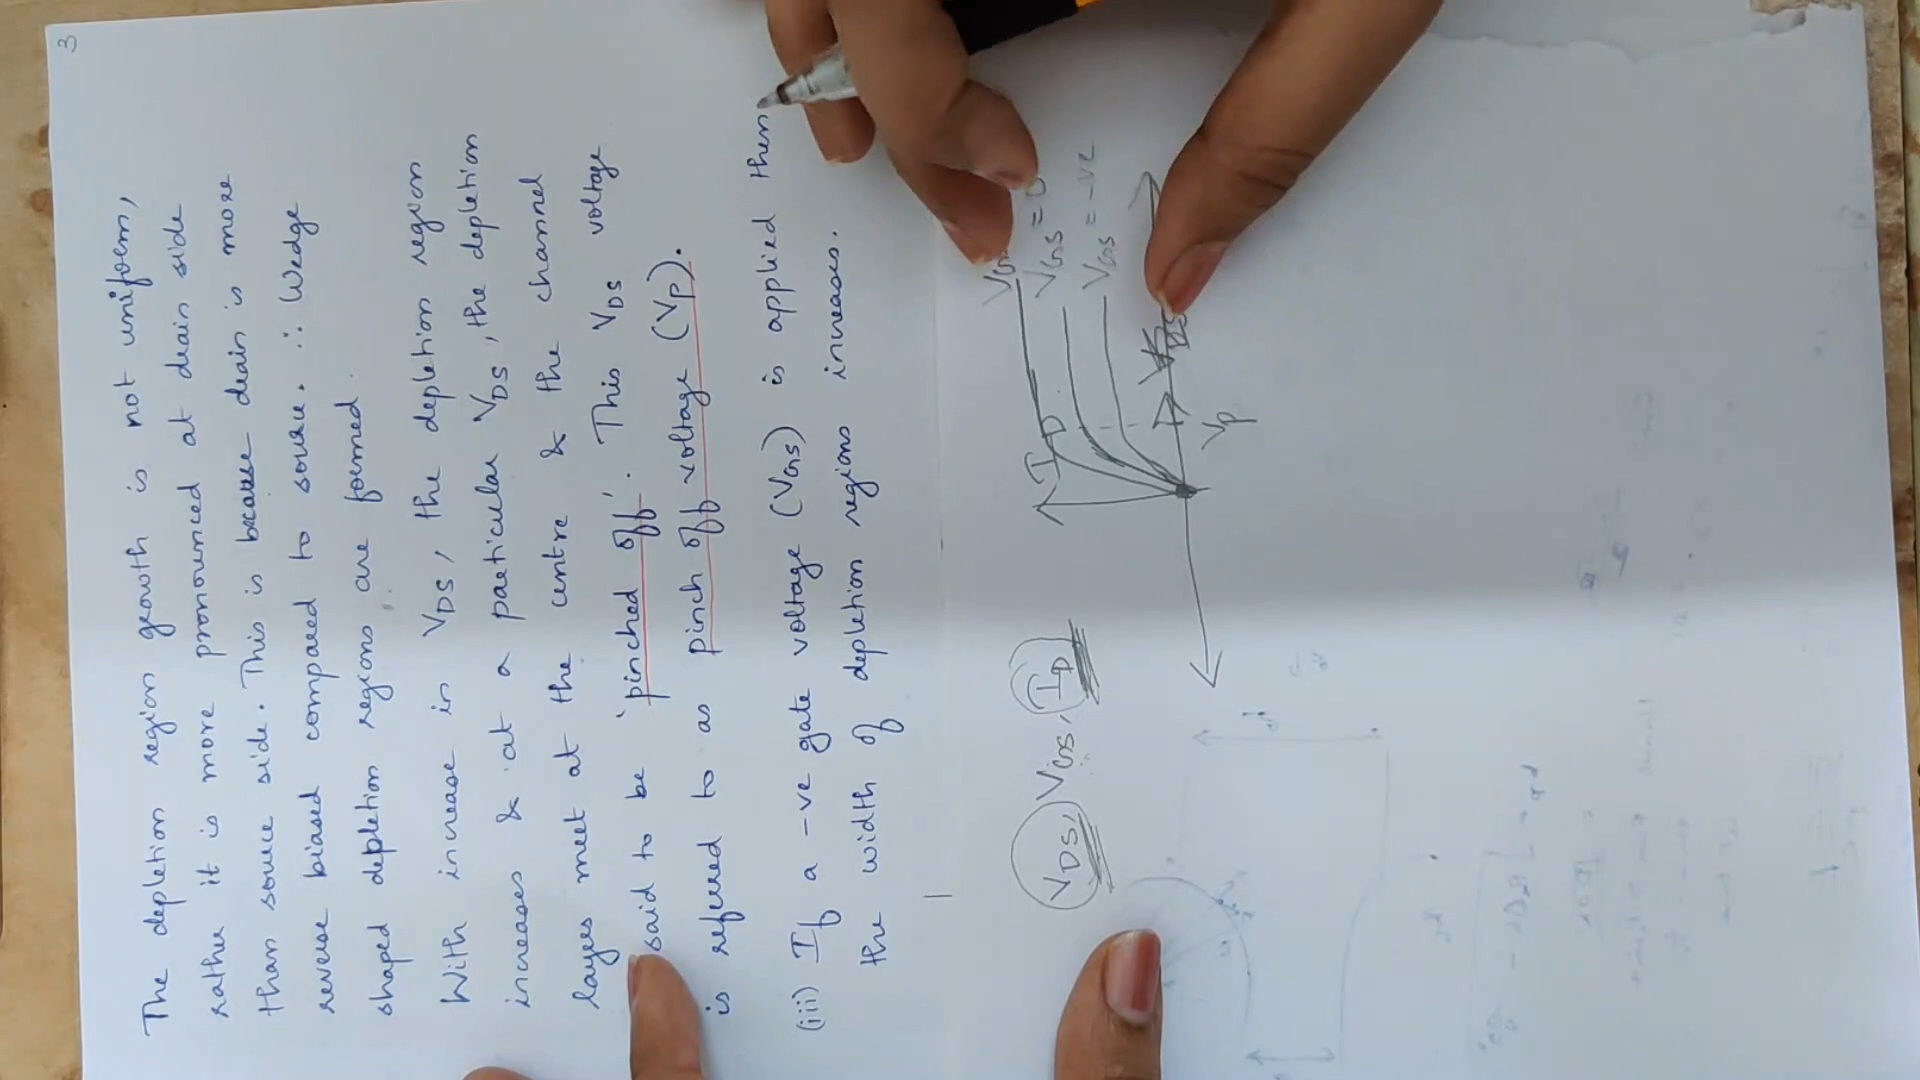 3
The depletion region growth is not uniform,
rather it is more pronounced at drain side
than source side. This is because drain is more
reverse biased compared to source. ∴ Wedge
shaped depletion regions are formed.
With increase in VDS, the depletion region
increases & at a particular VDS, the depletion
layers meet at the centre & the channel
said to be 'pinched off'. This VDS voltage
is referred to as pinch off voltage (VP).
(iii) If a -ve gate voltage (VGS) is applied then
the width of depletion regions increases.
VDS, VGS, ID
ID
VGS = 0
VGS = -ve
VDS
VP